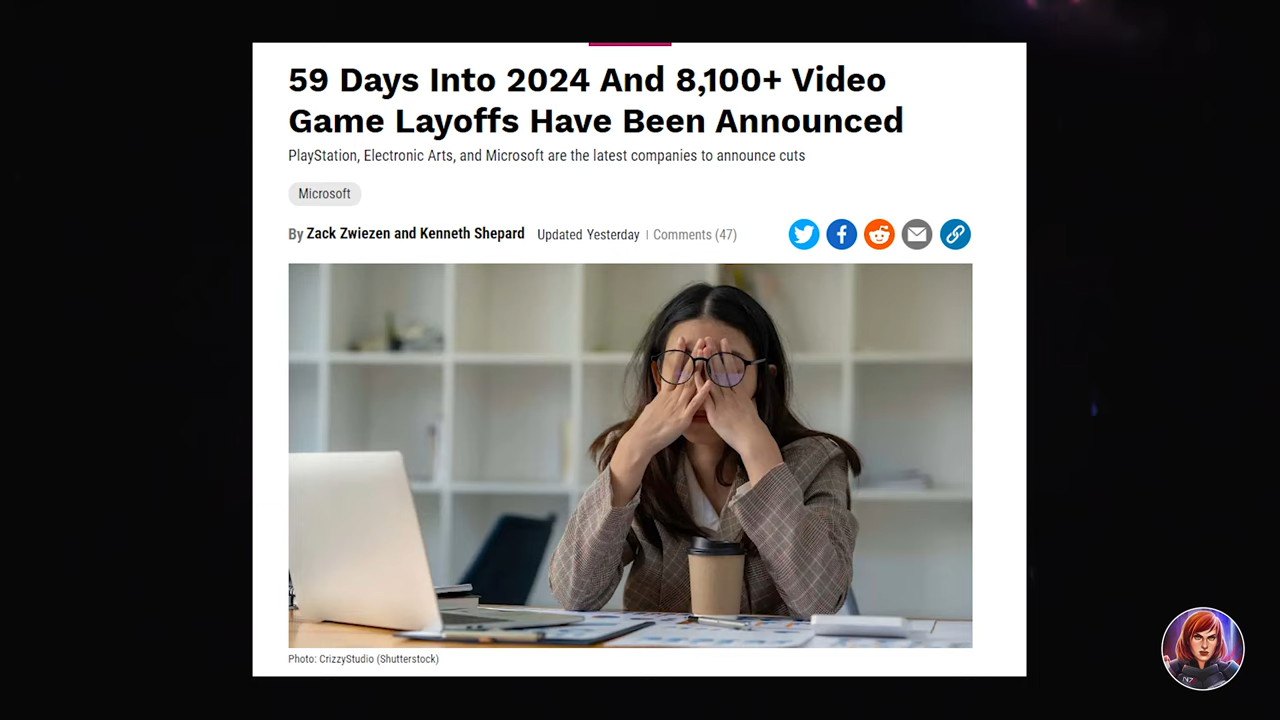 59 Days Into 2024 And 8,100+ Video
Game Layoffs Have Been Announced
PlayStation, Electronic Arts, and Microsoft are the latest companies to announce cuts
Microsoft
By Zack Zwiezen and Kenneth Shepard Updated Yesterday | Comments (47)
Photo: CrizzyStudio (Shutterstock)
N7